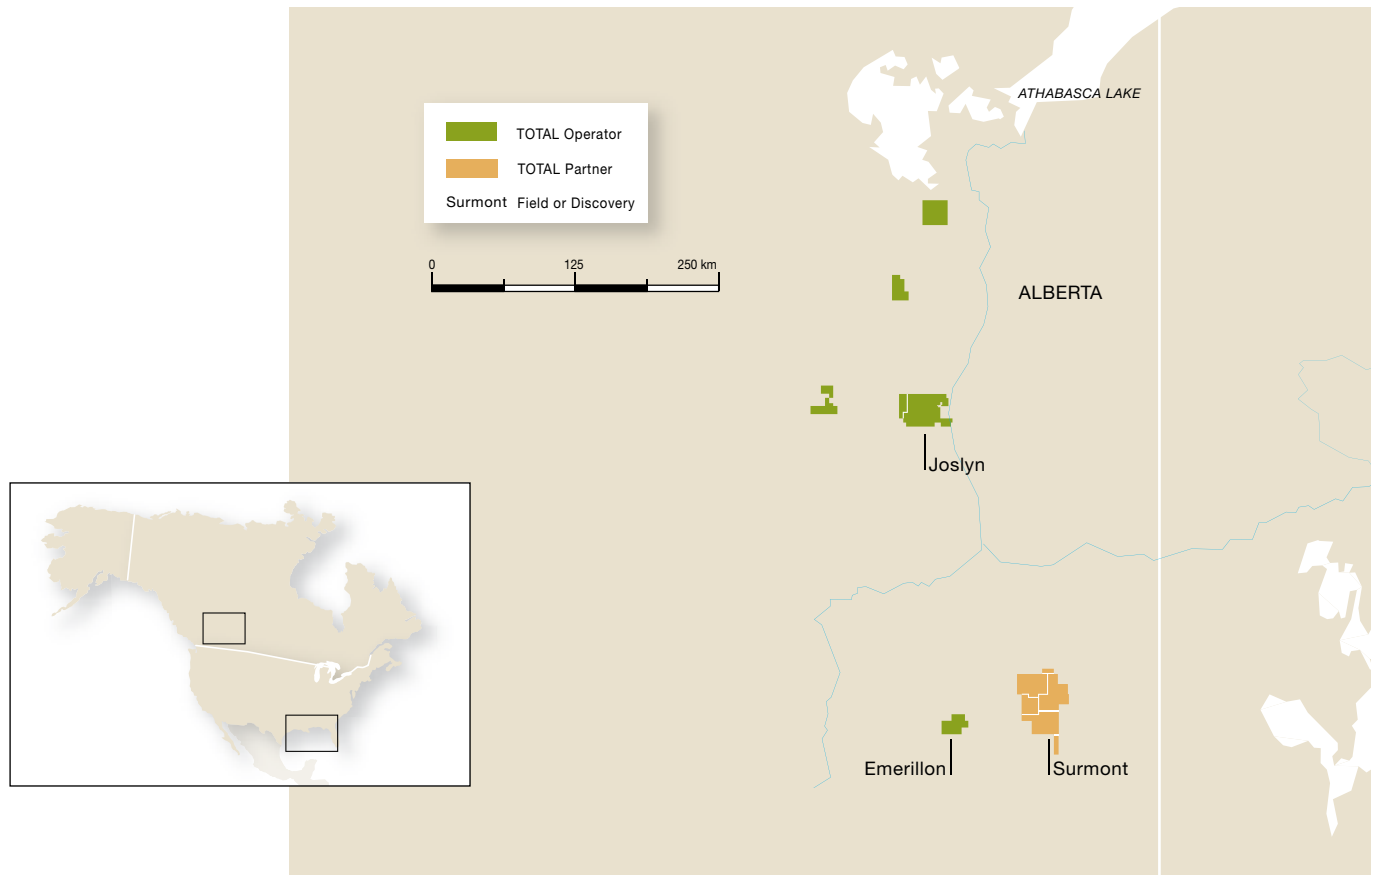 ATHABASCA LAKE
TOTAL Operator
TOTAL Partner
Surmont Field or Discovery
0 125 250 km
ALBERTA
Joslyn
Emerillon Surmont